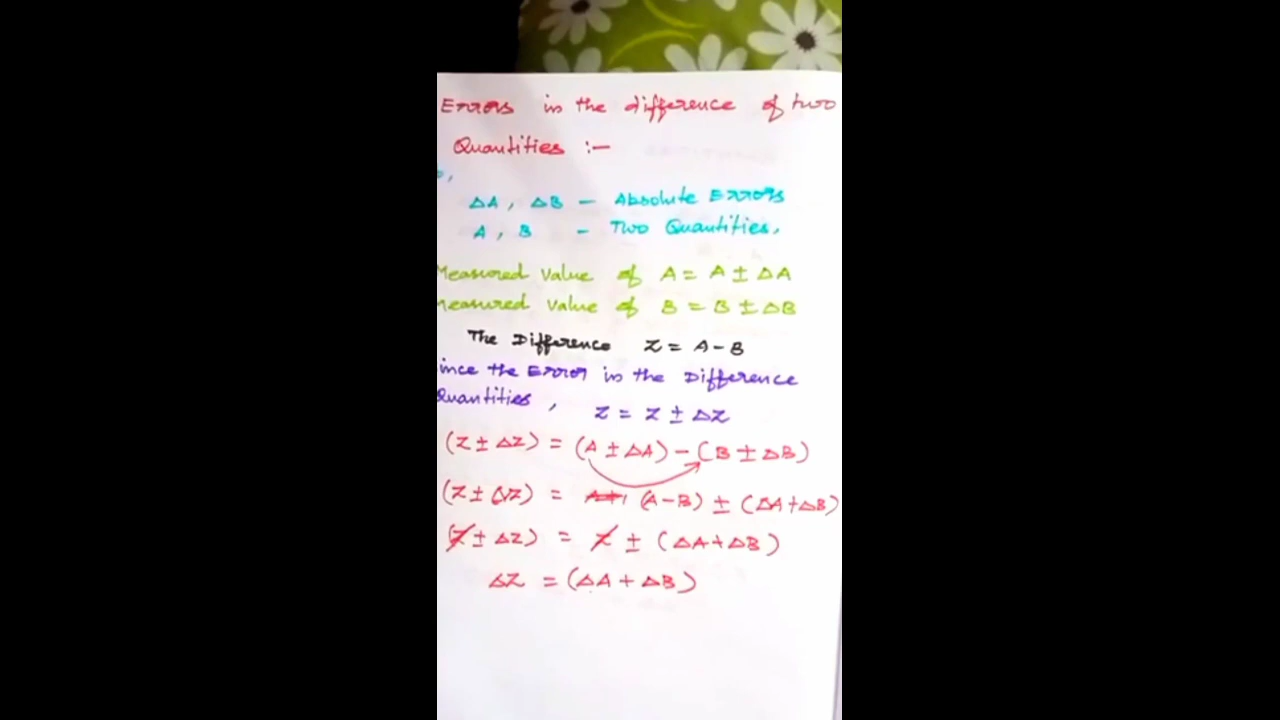 Errors in the difference of two
Quantities :-
ΔA, ΔB - Absolute Errors
A, B - Two Quantities.
Measured value of A = A ± ΔA
Measured value of B = B ± ΔB
The Difference Z = A - B
ince the Error in the Difference
Quantities, Z = Z ± ΔZ
(Z ± ΔZ) = (A ± ΔA) - (B ± ΔB)
(Z ± ΔZ) = (A - B) ± (ΔA + ΔB)
(Z ± ΔZ) = Z ± (ΔA + ΔB)
ΔZ = (ΔA + ΔB)